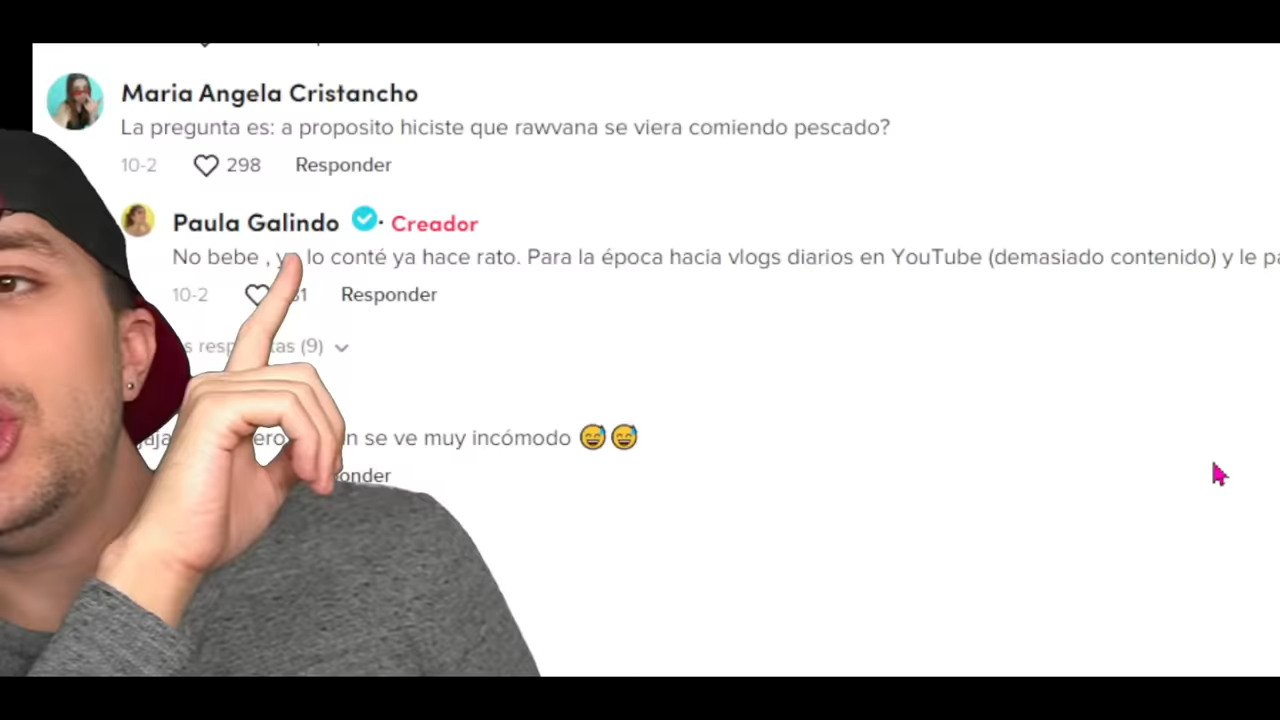 Maria Angela Cristancho
La pregunta es: a proposito hiciste que rawvana se viera comiendo pescado?
10-2 298 Responder
Paula Galindo · Creador
No bebe , lo conté ya hace rato. Para la época hacia vlogs diarios en YouTube (demasiado contenido) y le
10-2 Responder
(9)
se ve muy incómodo 😅😅